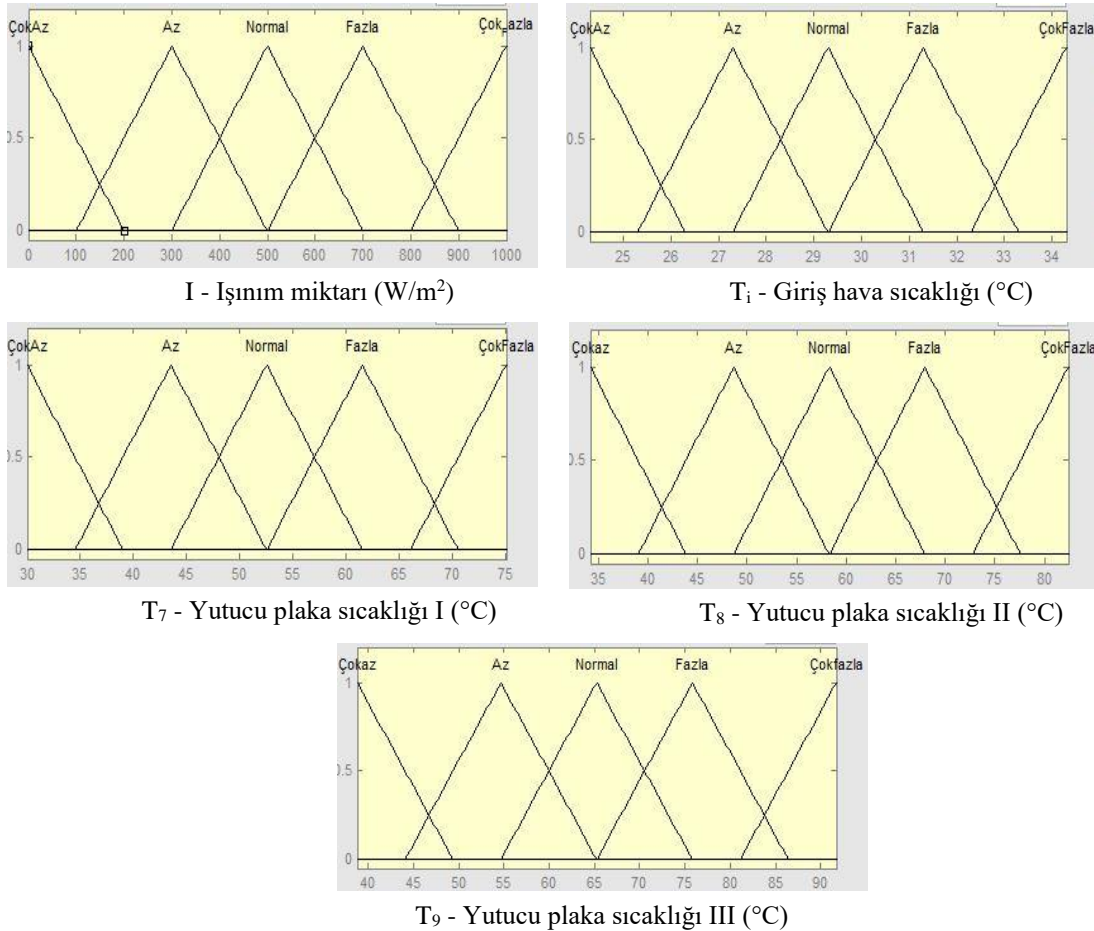 ÇokAz Az Normal Fazla Çok Fazla
1
0.5
0
0 100 200 300 400 500 600 700 800 900 1000
I - Işınım miktarı (W/m²)
ÇokAz Az Normal Fazla ÇokFazla
1
0.5
0
25 26 27 28 29 30 31 32 33 34
Tᵢ - Giriş hava sıcaklığı (°C)
ÇokAz Az Normal Fazla ÇokFazla
1
0.5
0
30 35 40 45 50 55 60 65 70 75
T₇ - Yutucu plaka sıcaklığı I (°C)
Çokaz Az Normal Fazla ÇokFazla
1
0.5
0
35 40 45 50 55 60 65 70 75 80
T₈ - Yutucu plaka sıcaklığı II (°C)
Çokaz Az Normal Fazla Çokfazla
1
0.5
0
40 45 50 55 60 65 70 75 80 85 90
T₉ - Yutucu plaka sıcaklığı III (°C)